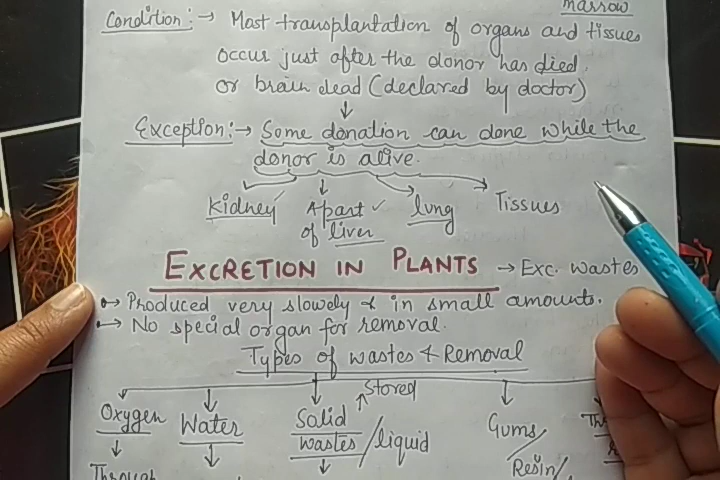 marrow
Condition:→ Most transplantation of organs and tissues
occur just after the donor has died.
or brain dead (declared by doctor)
↓
Exception:→ Some donation can done while the
donor is alive.
Kidney Apart ✓ lung Tissues
of liver
EXCRETION IN PLANTS → Exc. wastes
→ Produced very slowely & in small amounts.
→ No special organ for removal.
Types of wastes & Removal
Stored
Oxygen Water Solid wastes/liquid Gums/
Resin/
Through